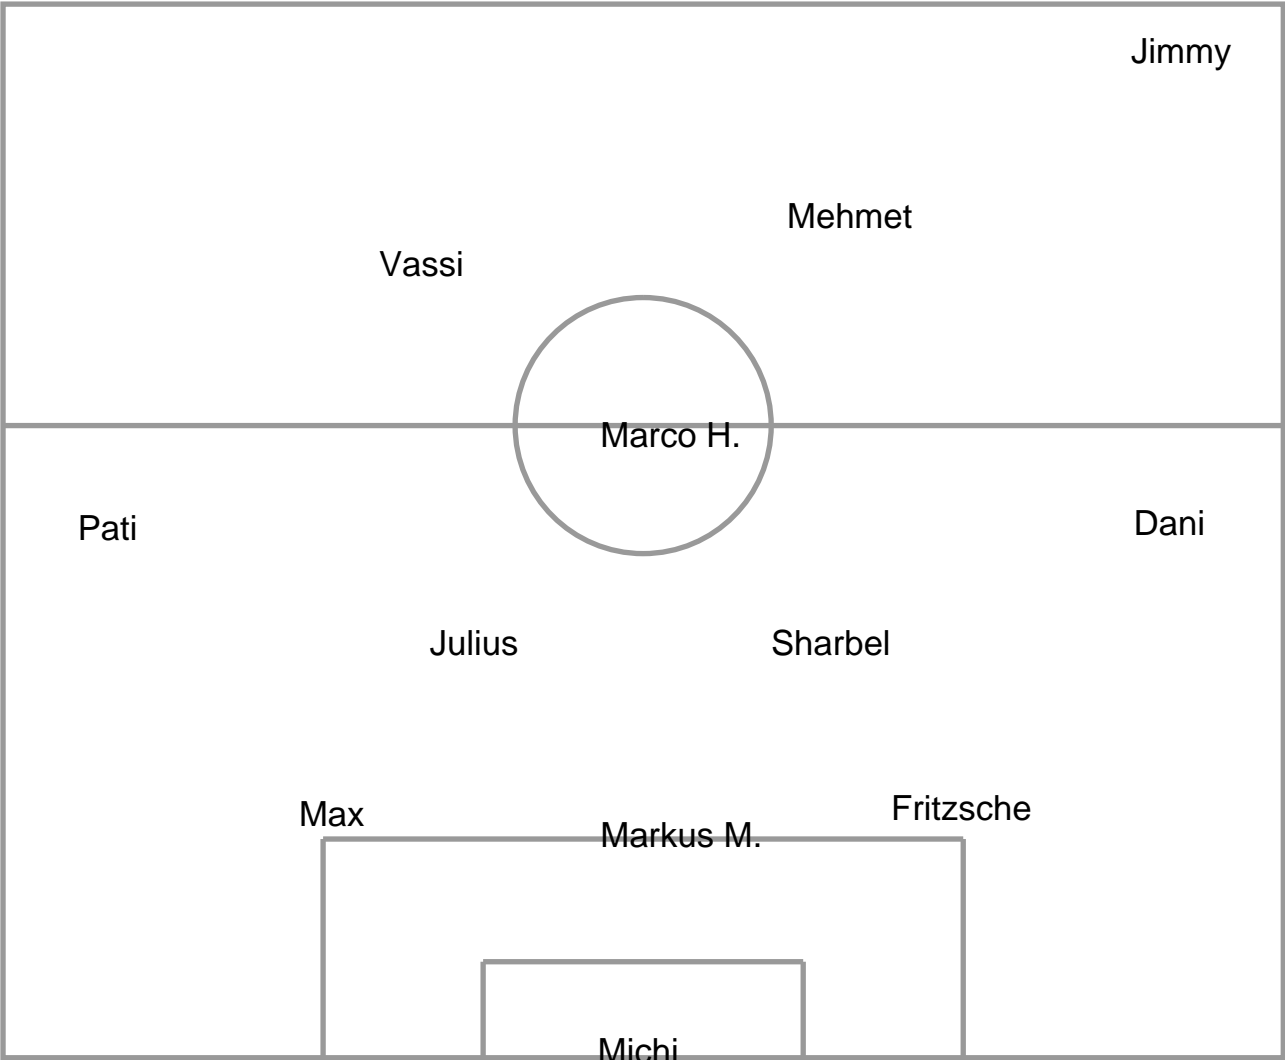 Jimmy
Mehmet
Vassi
Marco H.
Pati
Dani
Julius
Sharbel
Max
Fritzsche
Markus M.
Michi